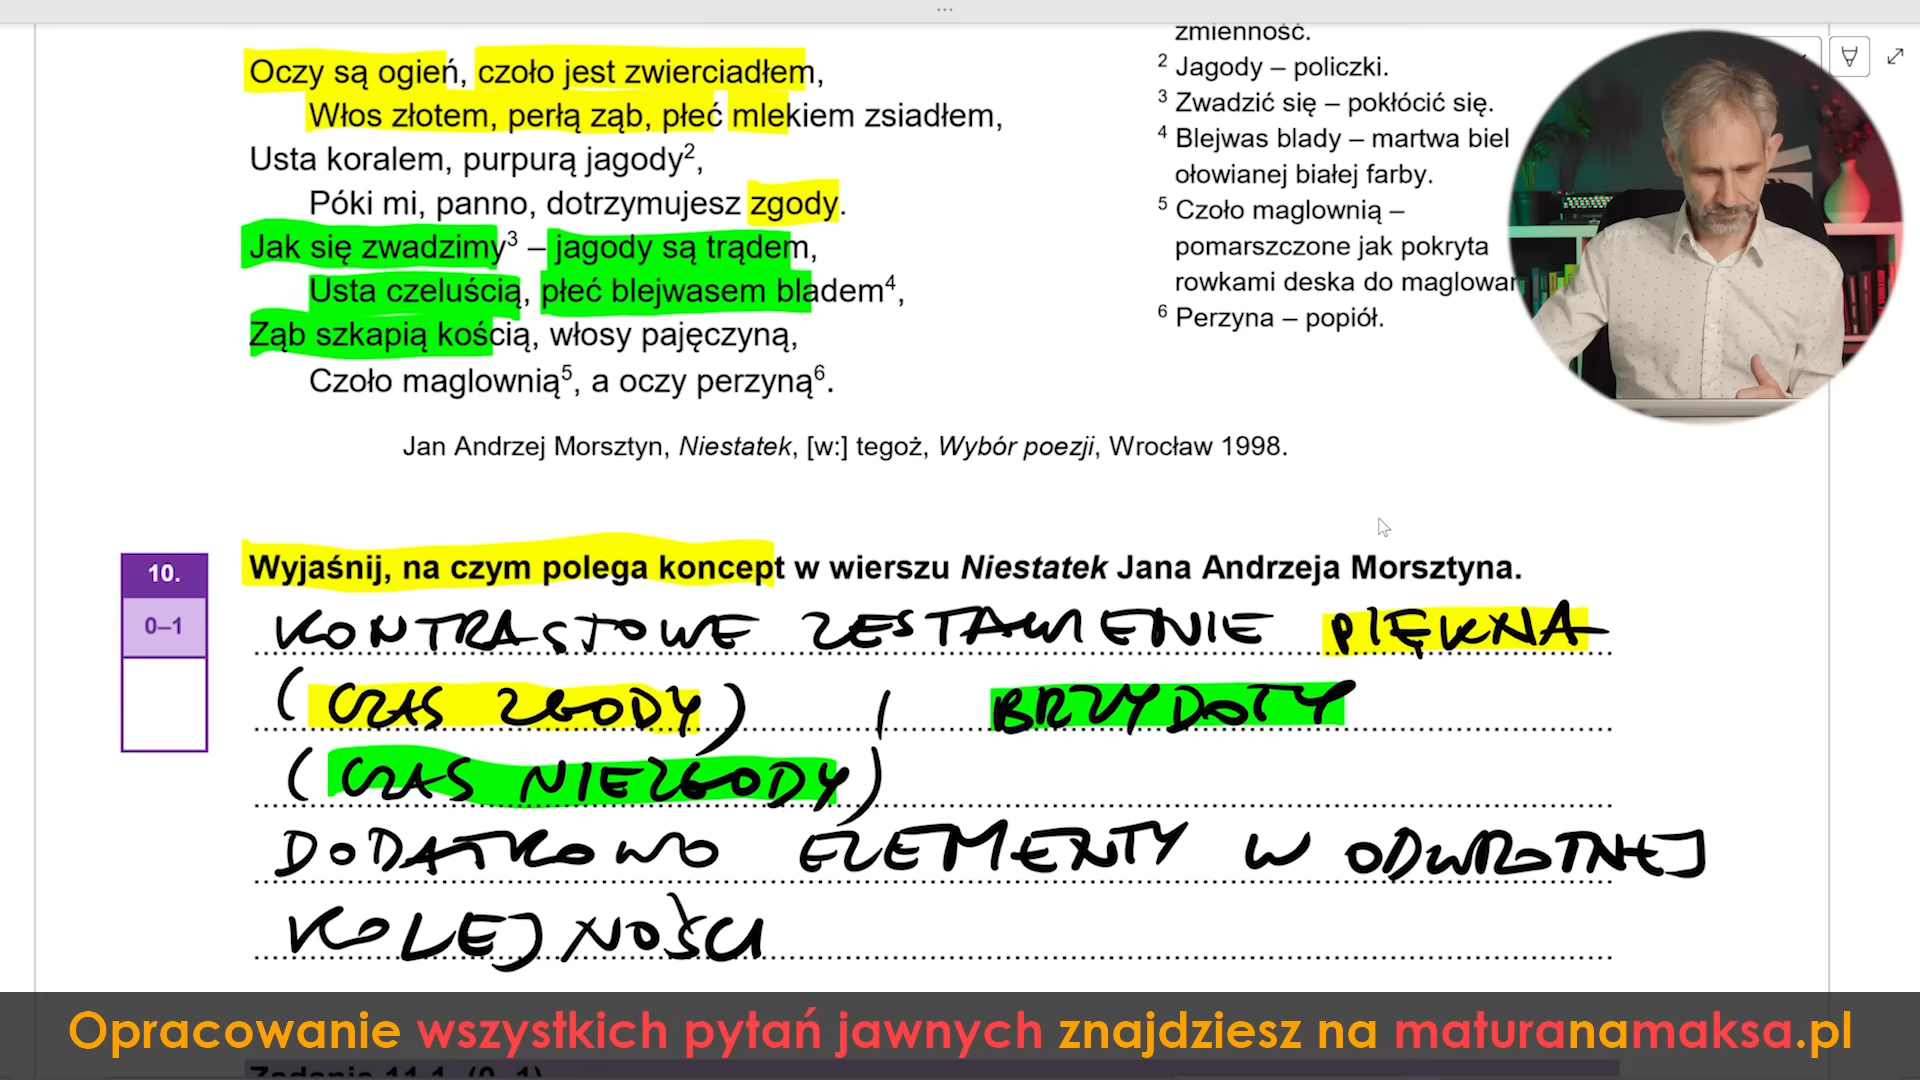 ...
zmienność.
Oczy są ogień, czoło jest zwierciadłem,
Włos złotem, perłą ząb, płeć mlekiem zsiadłem,
Usta koralem, purpurą jagody²,
Póki mi, panno, dotrzymujesz zgody.
Jak się zwadzimy³ – jagody są trądem,
Usta czeluścią, płeć blejwasem bladem⁴,
Ząb szkapią kością, włosy pajęczyną,
Czoło maglownią⁵, a oczy perzyną⁶.
² Jagody – policzki.
³ Zwadzić się – pokłócić się.
⁴ Blejwas blady – martwa biel
ołowianej białej farby.
⁵ Czoło maglownią –
pomarszczone jak pokryta
rowkami deska do maglowan
⁶ Perzyna – popiół.
Jan Andrzej Morsztyn, Niestatek, [w:] tegoż, Wybór poezji, Wrocław 1998.
10.
0–1
Wyjaśnij, na czym polega koncept w wierszu Niestatek Jana Andrzeja Morsztyna.
KONTRASTOWE ZESTAWIENIE PIĘKNA
(CZAS ZGODY) I BRZYDOTY
(CZAS NIEZGODY)
DODATKOWO ELEMENTY W ODWROTNEJ
KOLEJNOŚCI
Opracowanie wszystkich pytań jawnych znajdziesz na maturanamaksa.pl
Zadanie 11.1. (0–1)